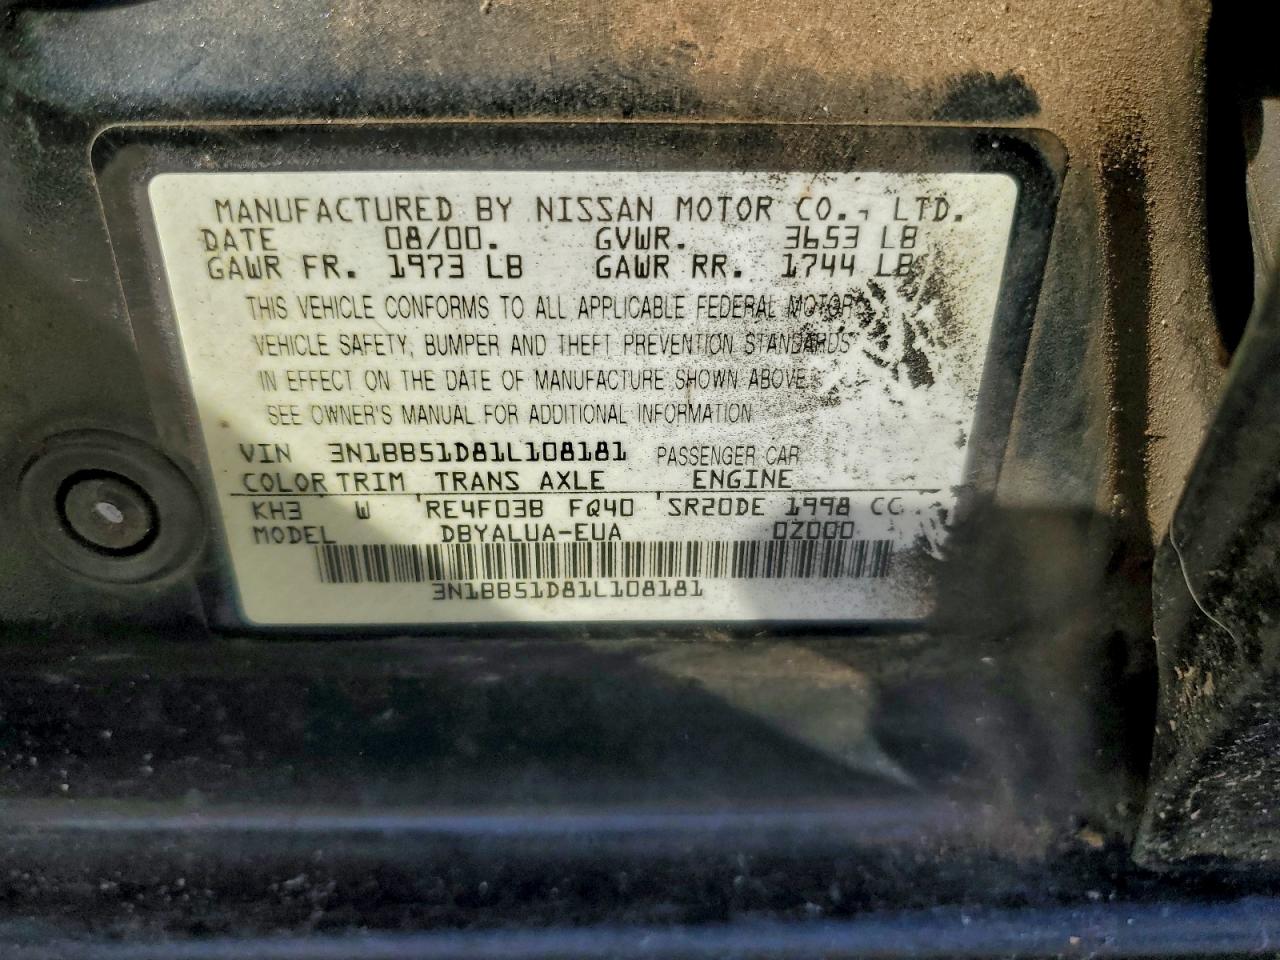 MANUFACTURED BY NISSAN MOTOR CO., LTD.
DATE 08/00. GVWR. 3653 LB
GAWR FR. 1973 LB GAWR RR. 1744 LB
THIS VEHICLE CONFORMS TO ALL APPLICABLE FEDERAL MOTOR
VEHICLE SAFETY, BUMPER AND THEFT PREVENTION STANDARDS
IN EFFECT ON THE DATE OF MANUFACTURE SHOWN ABOVE.
SEE OWNER'S MANUAL FOR ADDITIONAL INFORMATION
VIN 3N1BB51D81L108181 PASSENGER CAR
COLOR TRIM TRANS AXLE ENGINE
KH3 W RE4F03B FQ40 SR20DE 1998 CC
MODEL DBYALUA-EUA 0Z000
3N1BB51D81L108181